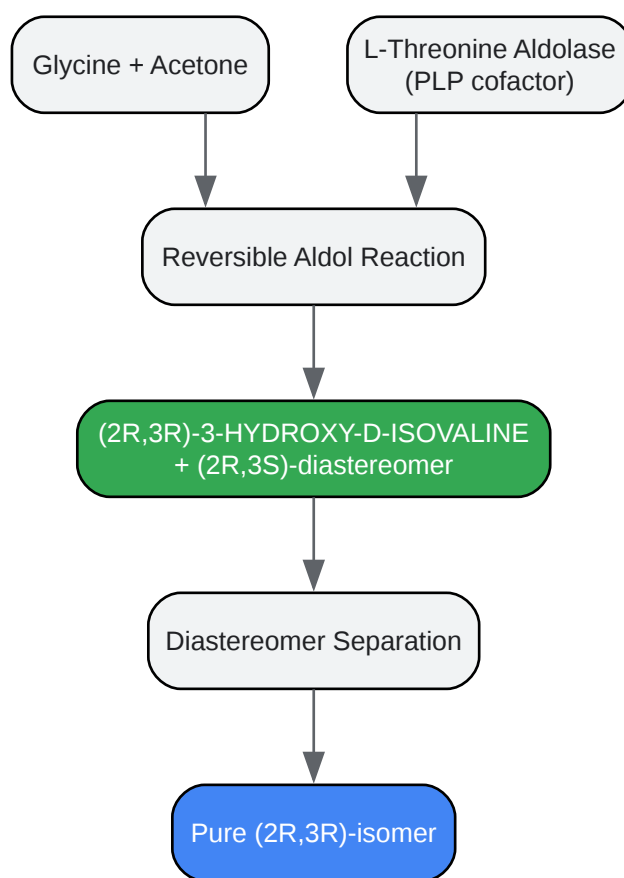 Glycine + Acetone
L-Threonine Aldolase
(PLP cofactor)
Reversible Aldol Reaction
(2R,3R)-3-HYDROXY-D-ISOVALINE
+ (2R,3S)-diastereomer
Diastereomer Separation
Pure (2R,3R)-isomer